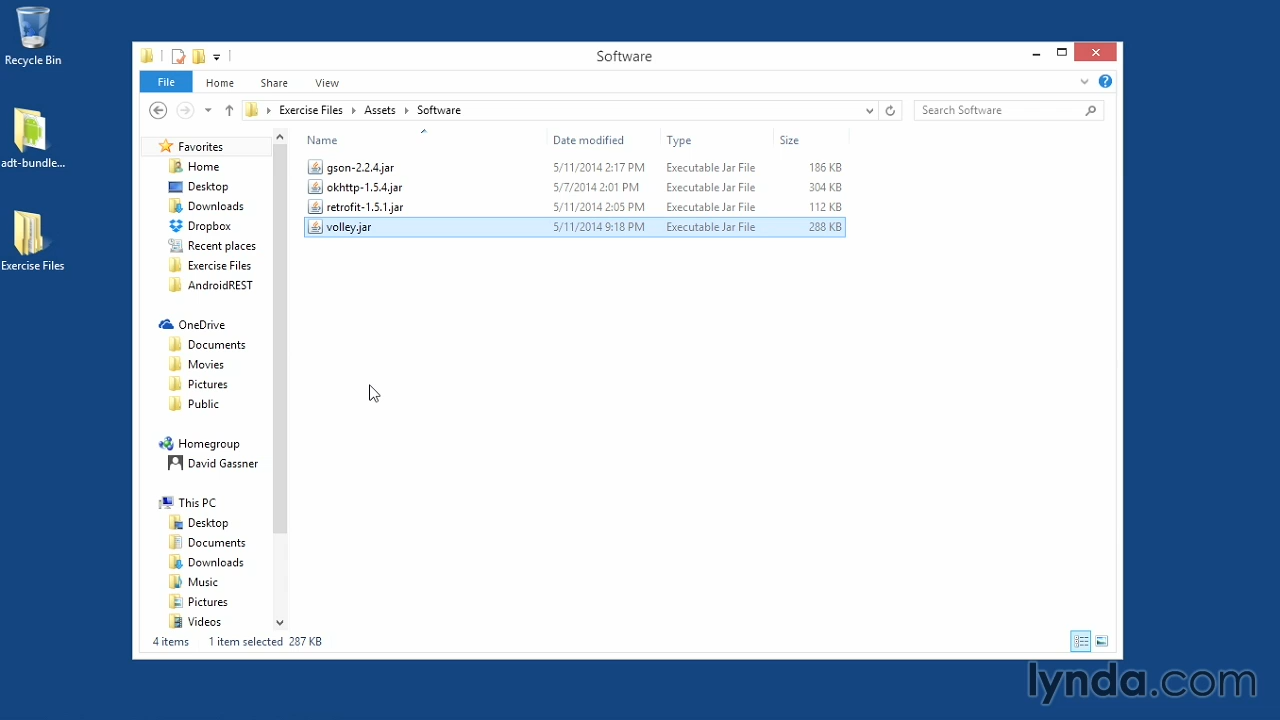 Recycle Bin
adt-bundle...
Exercise Files
Software
File Home Share View
Exercise Files Assets Software
Search Software
Name Date modified Type Size
gson-2.2.4.jar 5/11/2014 2:17 PM Executable Jar File 186 KB
okhttp-1.5.4.jar 5/7/2014 2:01 PM Executable Jar File 304 KB
retrofit-1.5.1.jar 5/11/2014 2:05 PM Executable Jar File 112 KB
volley.jar 5/11/2014 9:18 PM Executable Jar File 288 KB
Favorites
Home
Desktop
Downloads
Dropbox
Recent places
Exercise Files
AndroidREST
OneDrive
Documents
Movies
Pictures
Public
Homegroup
David Gassner
This PC
Desktop
Documents
Downloads
Music
Pictures
Videos
4 items 1 item selected 287 KB
lynda.com